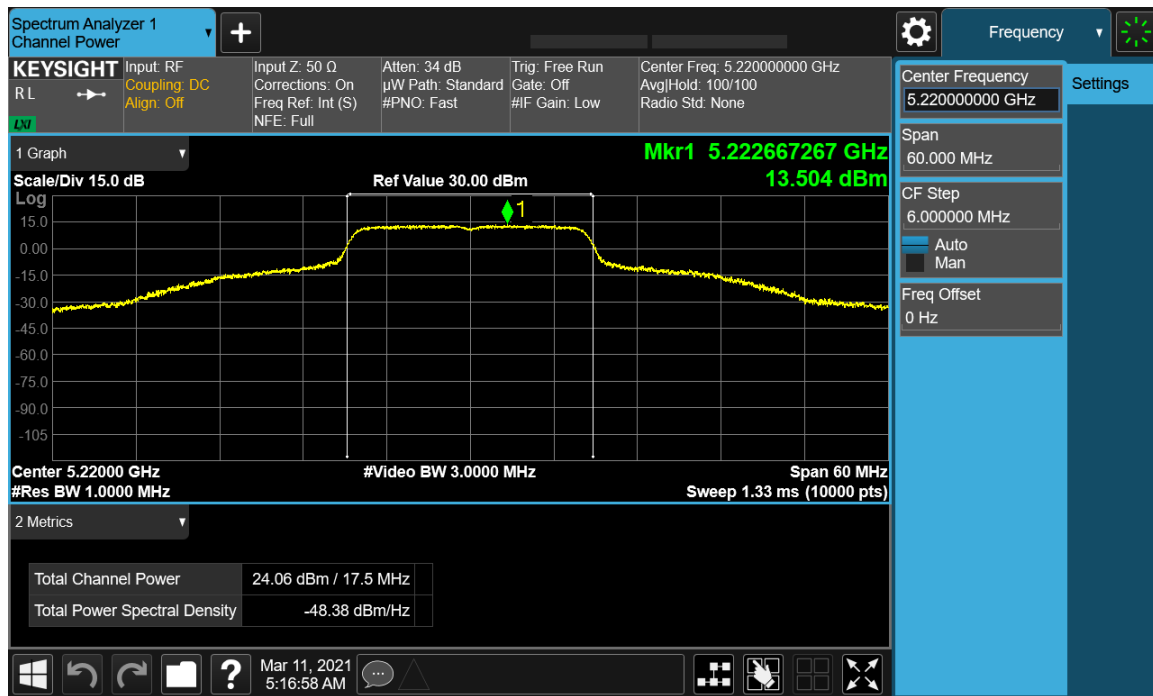 Spectrum Analyzer 1
Channel Power
+
Frequency
KEYSIGHT
R L
LXI
Input: RF
Coupling: DC
Align: Off
Input Z: 50 Ω
Corrections: On
Freq Ref: Int (S)
NFE: Full
Atten: 34 dB
µW Path: Standard
#PNO: Fast
Trig: Free Run
Gate: Off
#IF Gain: Low
Center Freq: 5.220000000 GHz
Avg|Hold: 100/100
Radio Std: None
Center Frequency
5.220000000 GHz
Settings
Span
60.000 MHz
CF Step
6.000000 MHz
Auto
Man
Freq Offset
0 Hz
1 Graph
Mkr1 5.222667267 GHz
13.504 dBm
Scale/Div 15.0 dB
Ref Value 30.00 dBm
Log
1
15.0
0.00
-15.0
-30.0
-45.0
-60.0
-75.0
-90.0
-105
Center 5.22000 GHz
#Video BW 3.0000 MHz
Span 60 MHz
#Res BW 1.0000 MHz
Sweep 1.33 ms (10000 pts)
2 Metrics
Total Channel Power 24.06 dBm / 17.5 MHz
Total Power Spectral Density -48.38 dBm/Hz
?
Mar 11, 2021
5:16:58 AM